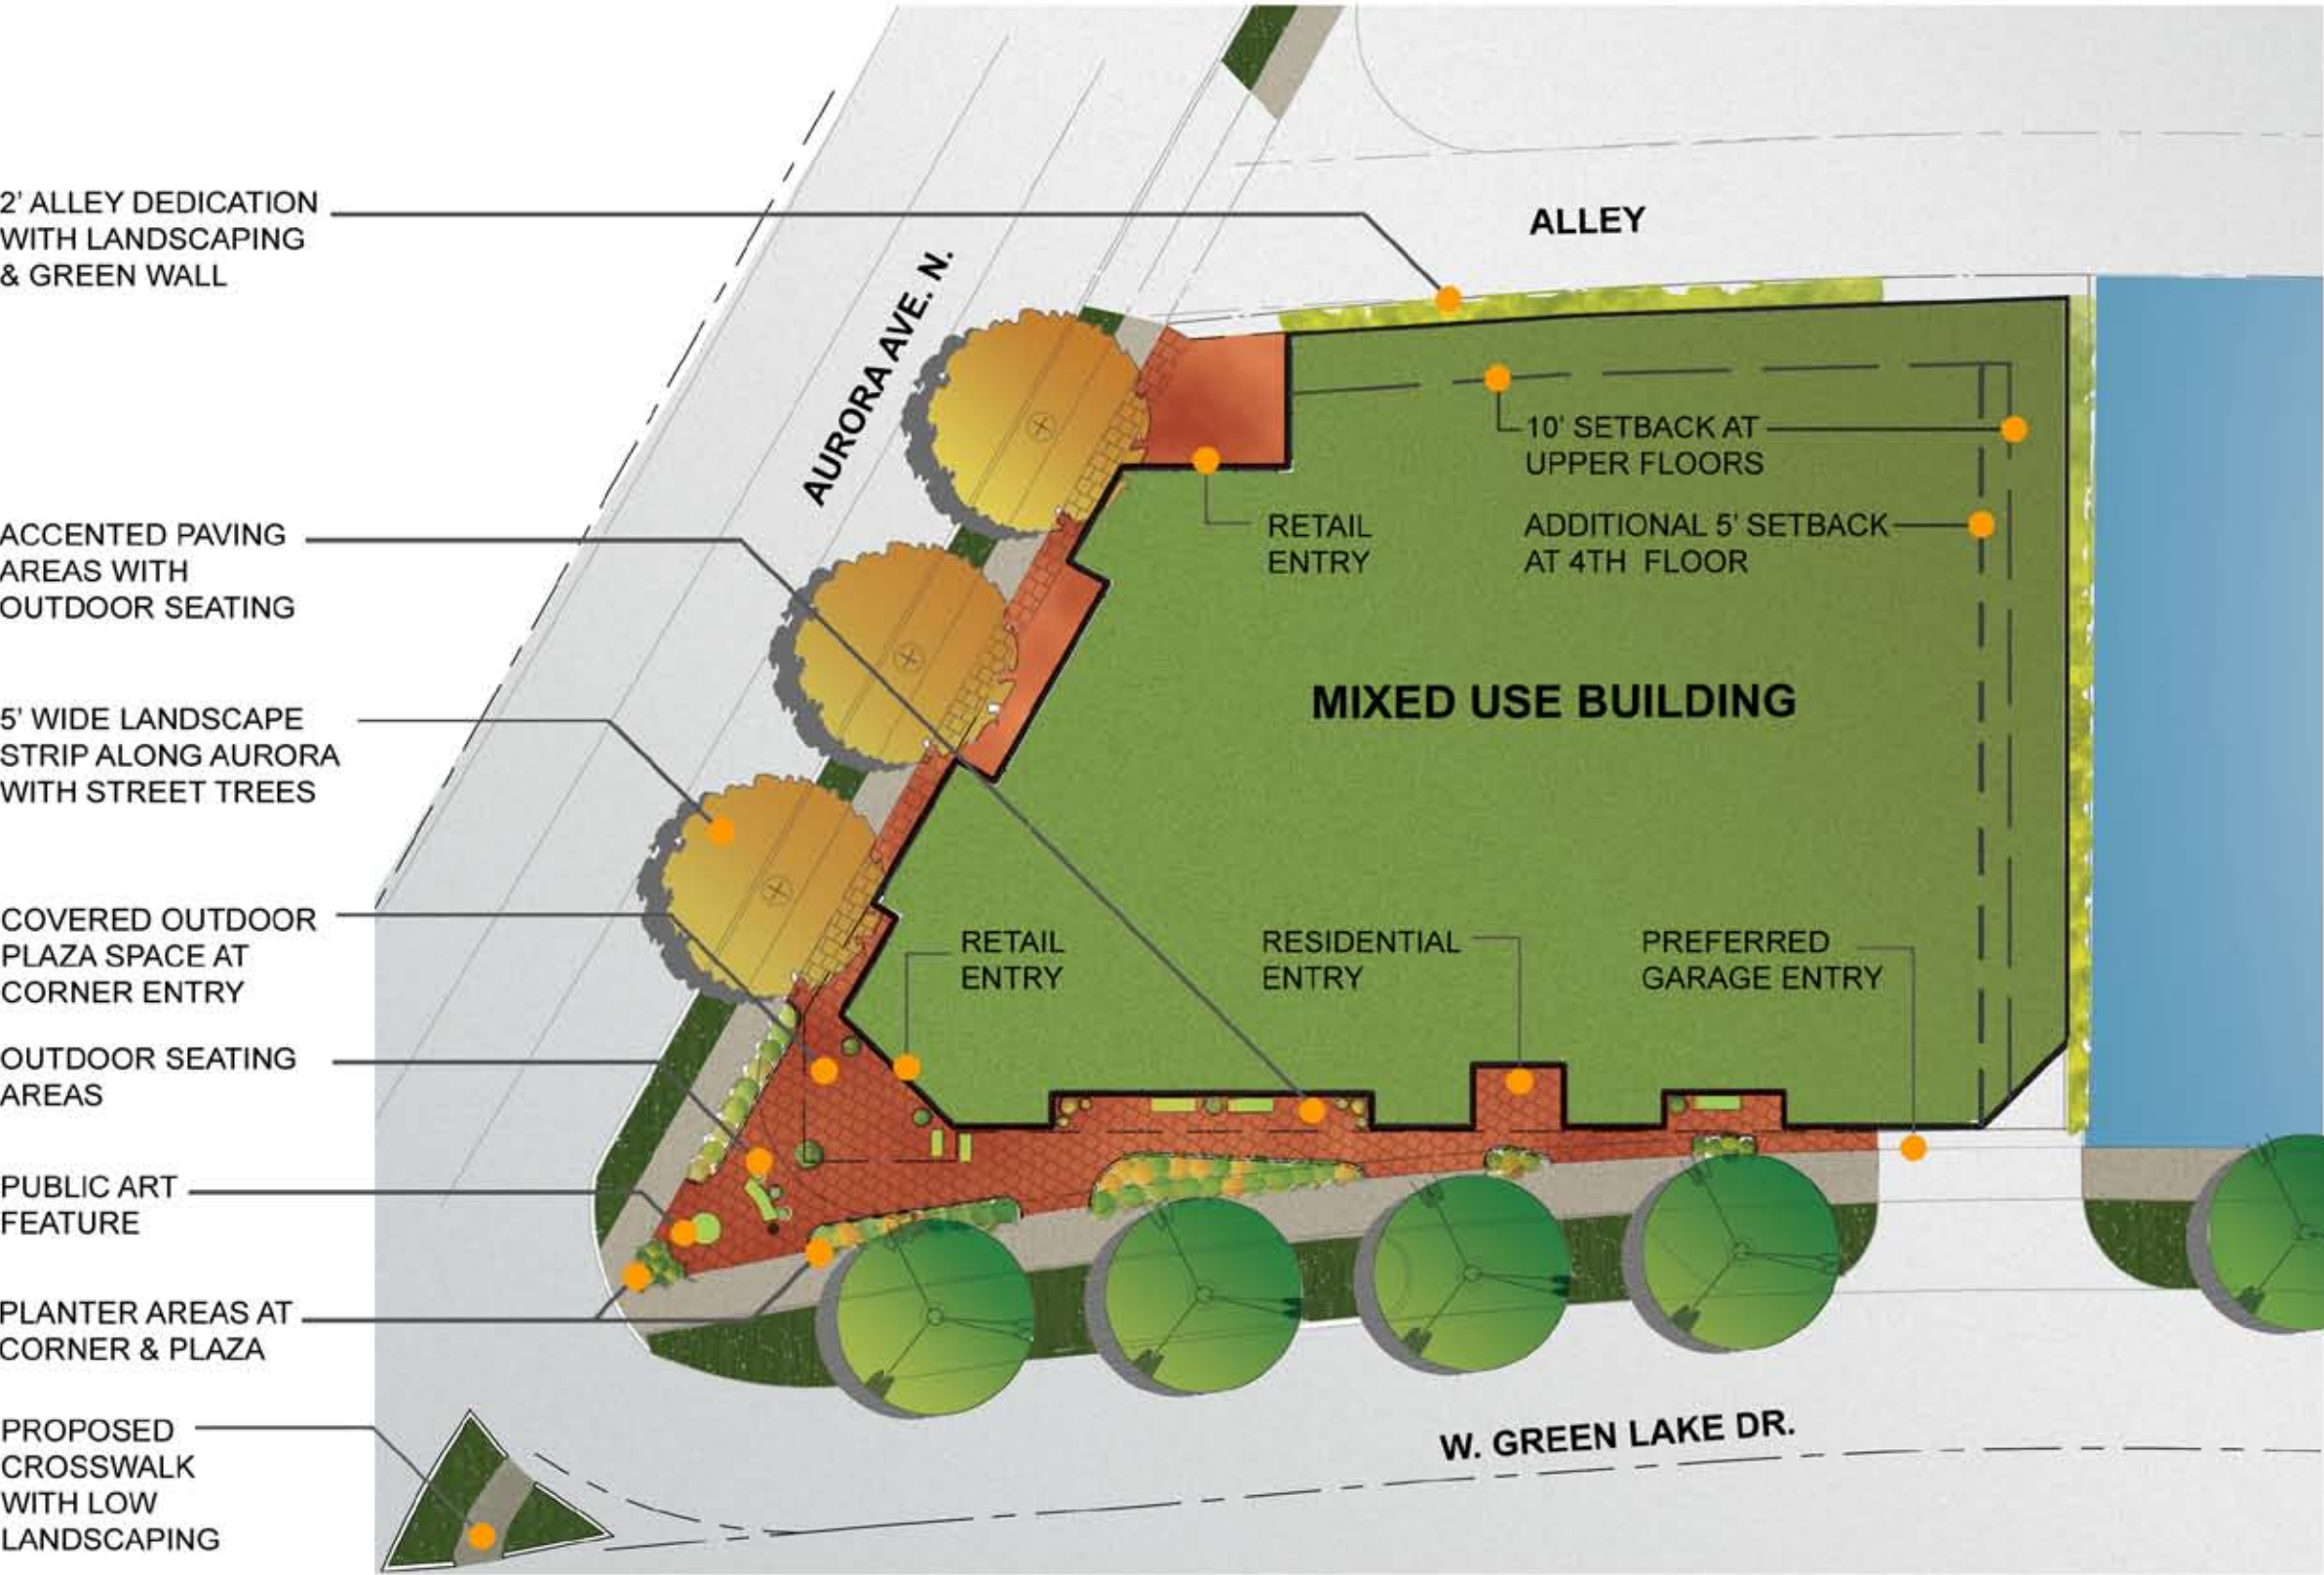 2' ALLEY DEDICATION
WITH LANDSCAPING
& GREEN WALL
ALLEY
AURORA AVE. N.
10' SETBACK AT
UPPER FLOORS
RETAIL
ENTRY
ADDITIONAL 5' SETBACK
AT 4TH FLOOR
ACCENTED PAVING
AREAS WITH
OUTDOOR SEATING
MIXED USE BUILDING
5' WIDE LANDSCAPE
STRIP ALONG AURORA
WITH STREET TREES
COVERED OUTDOOR
PLAZA SPACE AT
CORNER ENTRY
RETAIL
ENTRY
RESIDENTIAL
ENTRY
PREFERRED
GARAGE ENTRY
OUTDOOR SEATING
AREAS
PUBLIC ART
FEATURE
PLANTER AREAS AT
CORNER & PLAZA
PROPOSED
CROSSWALK
WITH LOW
LANDSCAPING
W. GREEN LAKE DR.